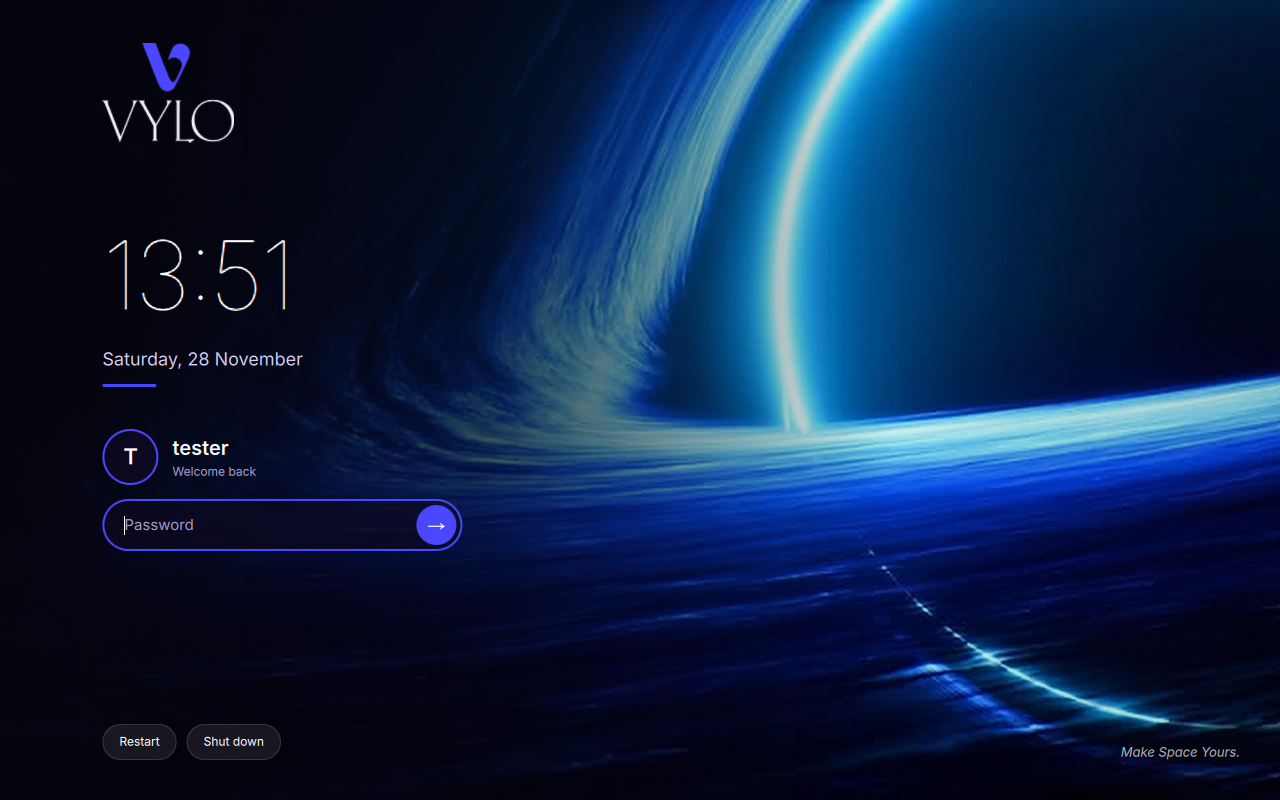 VYLO
13:51
Saturday, 28 November
T
tester
Welcome back
Password
Restart
Shut down
Make Space Yours.